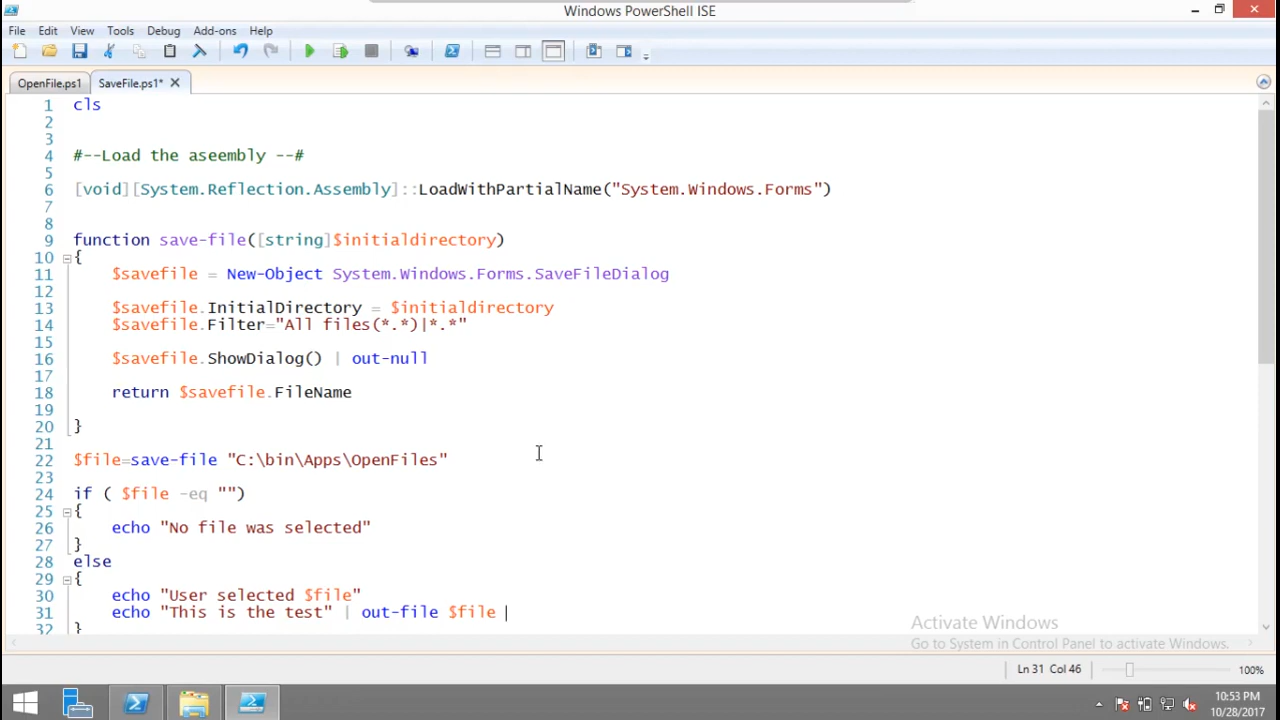 Windows PowerShell ISE
File Edit View Tools Debug Add-ons Help
OpenFile.ps1 SaveFile.ps1*
1 cls
2
3
4 #--Load the aseembly --#
5
6 [void][System.Reflection.Assembly]::LoadWithPartialName("System.Windows.Forms")
7
8
9 function save-file([string]$initialdirectory)
10 {
11 $savefile = New-Object System.Windows.Forms.SaveFileDialog
12
13 $savefile.InitialDirectory = $initialdirectory
14 $savefile.Filter="All files(*.*)|*.*"
15
16 $savefile.ShowDialog() | out-null
17
18 return $savefile.FileName
19
20 }
21
22 $file=save-file "C:\bin\Apps\OpenFiles"
23
24 if ( $file -eq "")
25 {
26 echo "No file was selected"
27 }
28 else
29 {
30 echo "User selected $file"
31 echo "This is the test" | out-file $file
32 }
Activate Windows
Go to System in Control Panel to activate Windows.
Ln 31 Col 46 100%
10:53 PM
10/28/2017